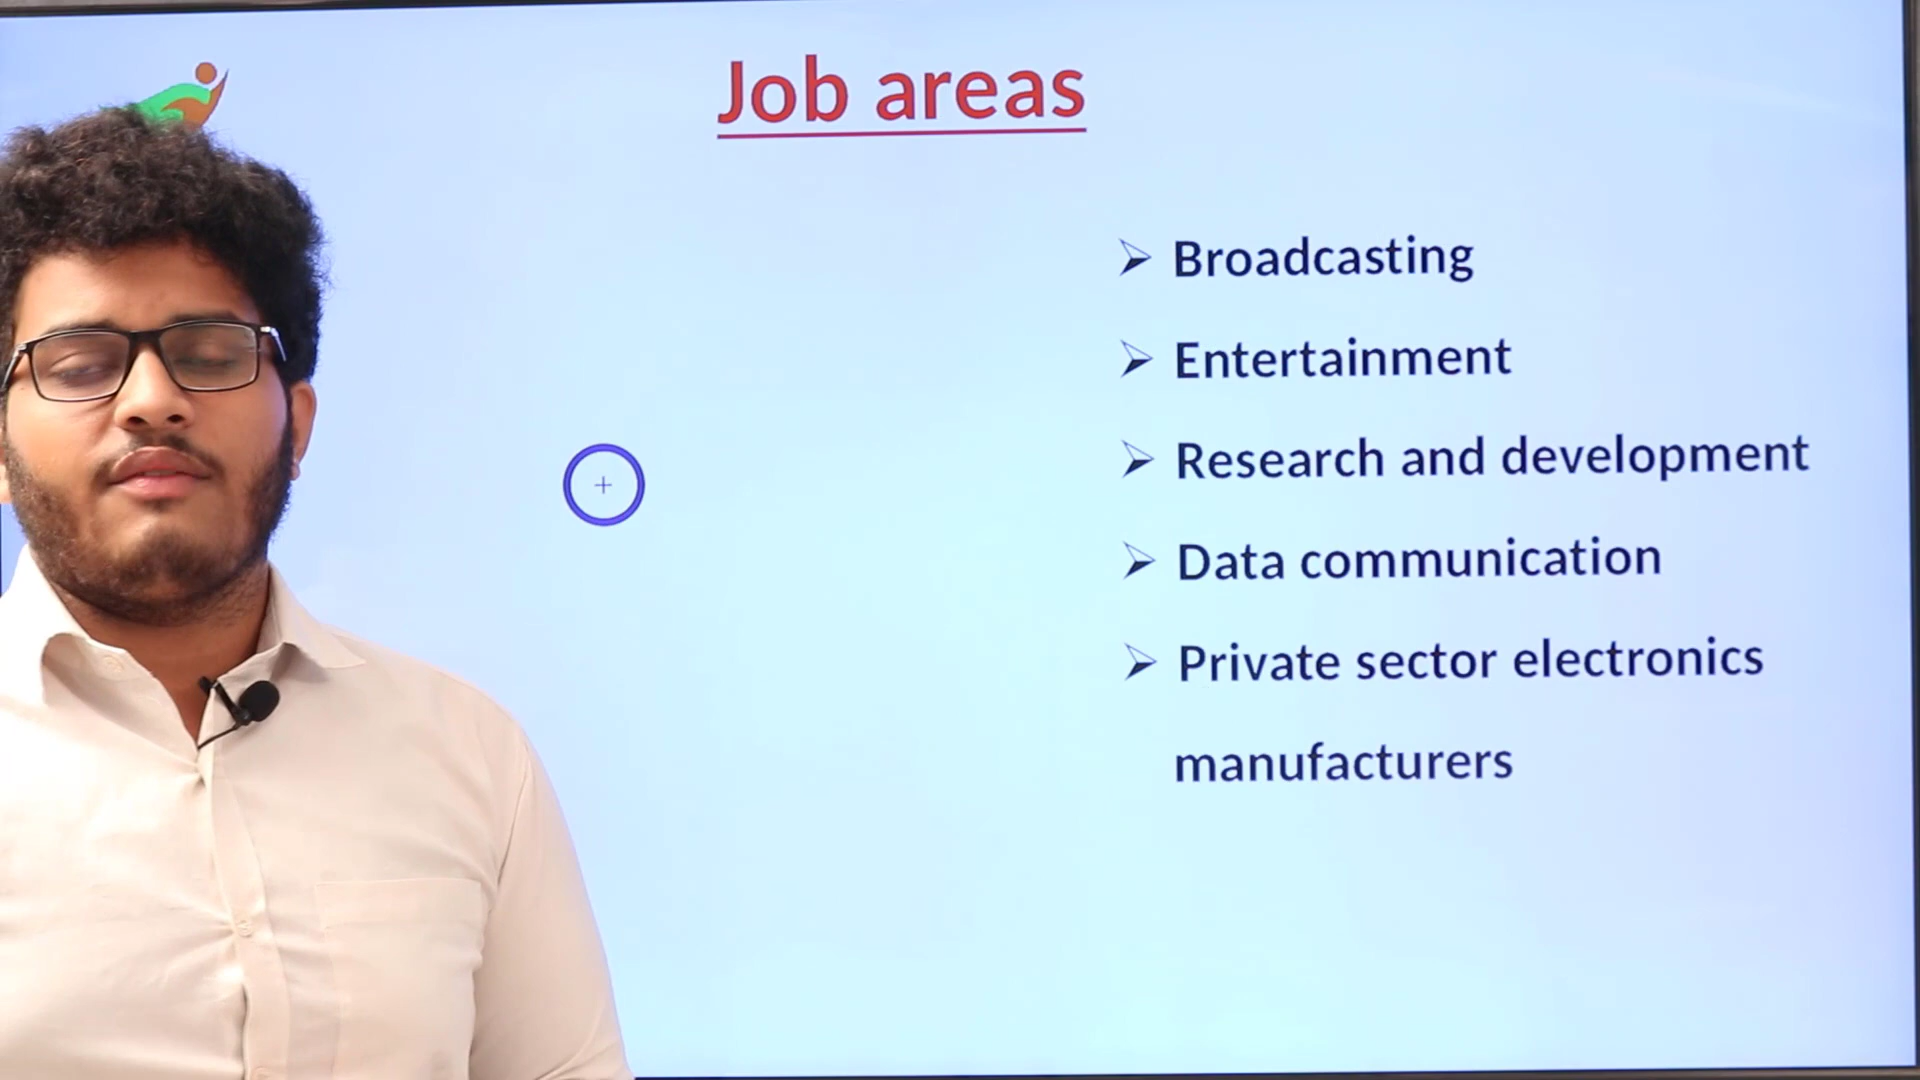 Job areas
Broadcasting
Entertainment
Research and development
Data communication
Private sector electronics
manufacturers